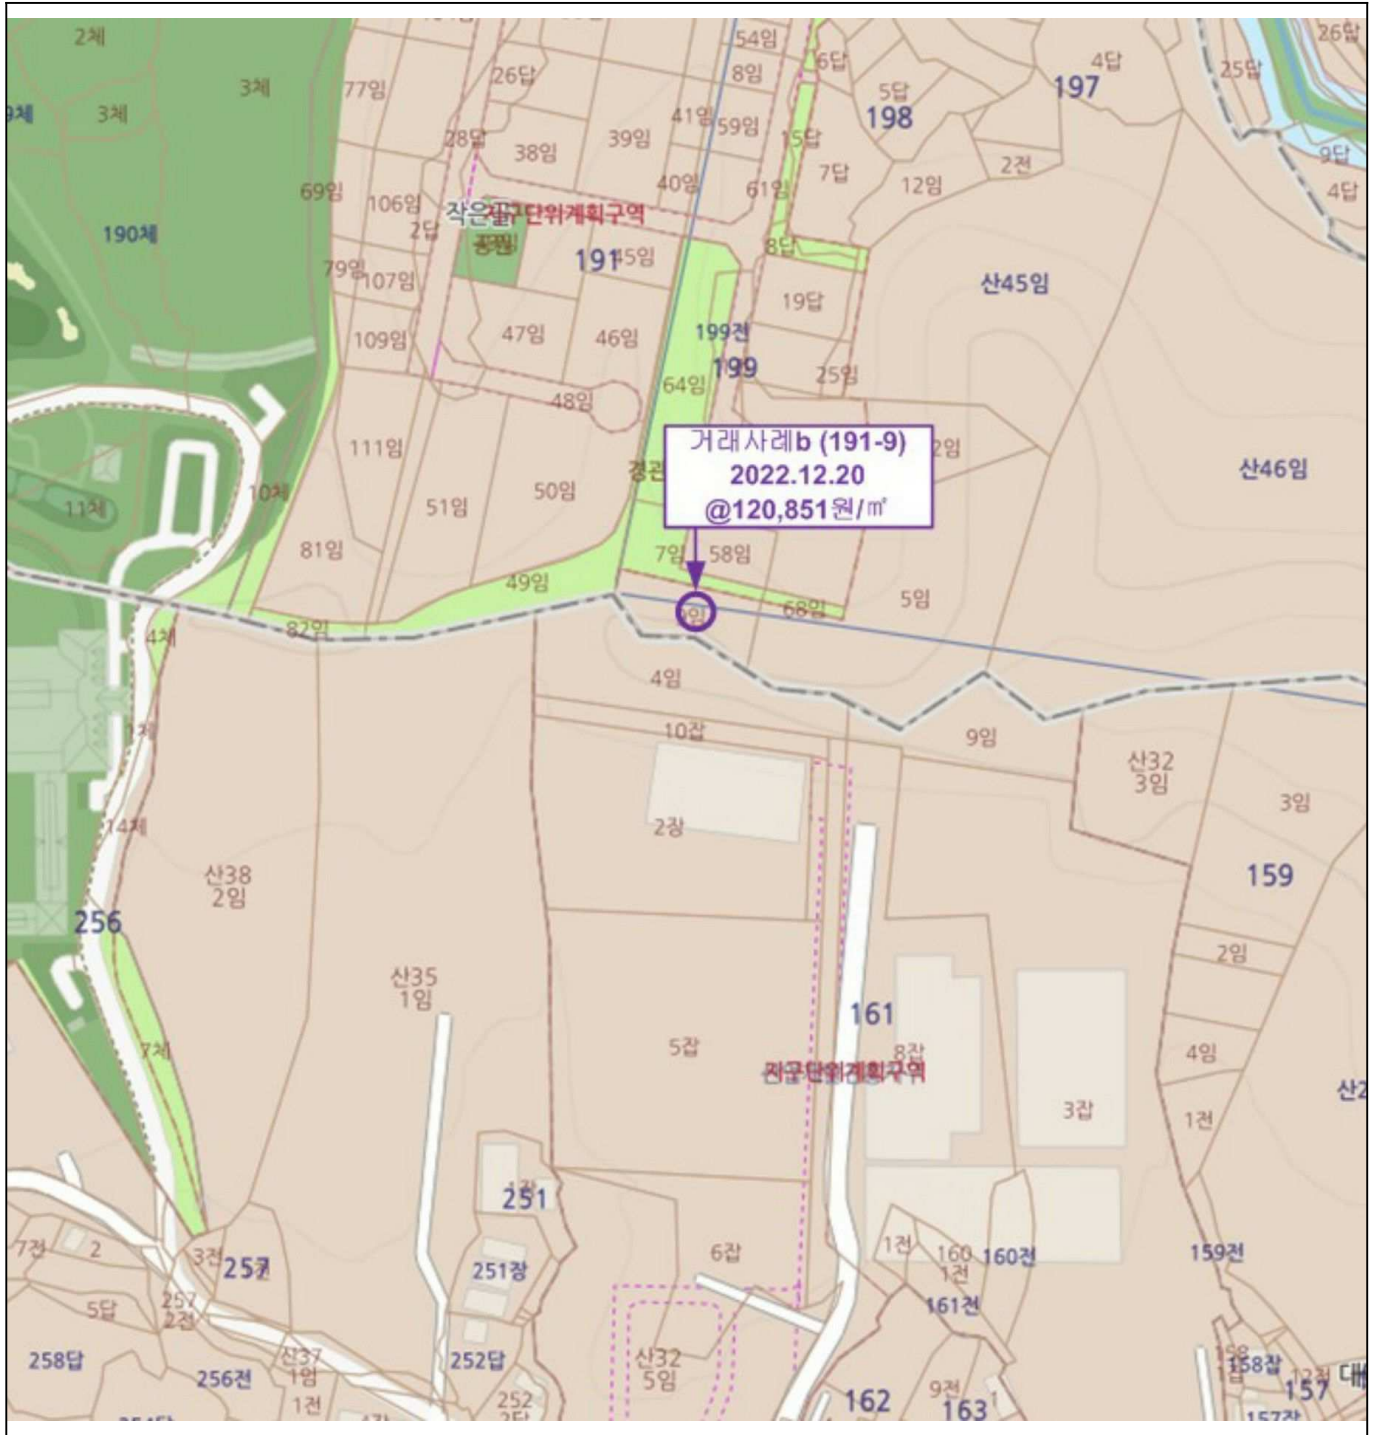 54임
26답
2체
6답
4답
25답
26답
8임
77임
3체
5답
197
3체
9체
41임
39임
59임
198
28답
38임
15답
9답
2전
7답
12임
4답
69임
106임
40임
61임
2답
작은
지구단위계획구역
190체
8답
191
45임
산45임
79임
107임
19답
109임
47임
46임
199전
199
64임
25임
48임
111임
거래사례b (191-9)
2022.12.20
@120,851원/㎡
2임
산46임
경관
10체
50임
51임
11체
81임
7임
58임
49임
9임
68임
5임
82임
4체
4임
1체
10잡
9임
산32
3임
3임
2장
14체
산38
2임
159
256
2임
산35
1임
161
7체
5잡
8잡
4임
지구단위계획구역
3잡
산2
1전
251
7전
2
3전
257
6잡
1전
160
1전
160전
159전
251장
5답
257
2전
161전
258답
산37
1임
252답
산32
5임
158
158잡
256전
12전
157
대
1전
252
2답
162
9전
1
163
157잡